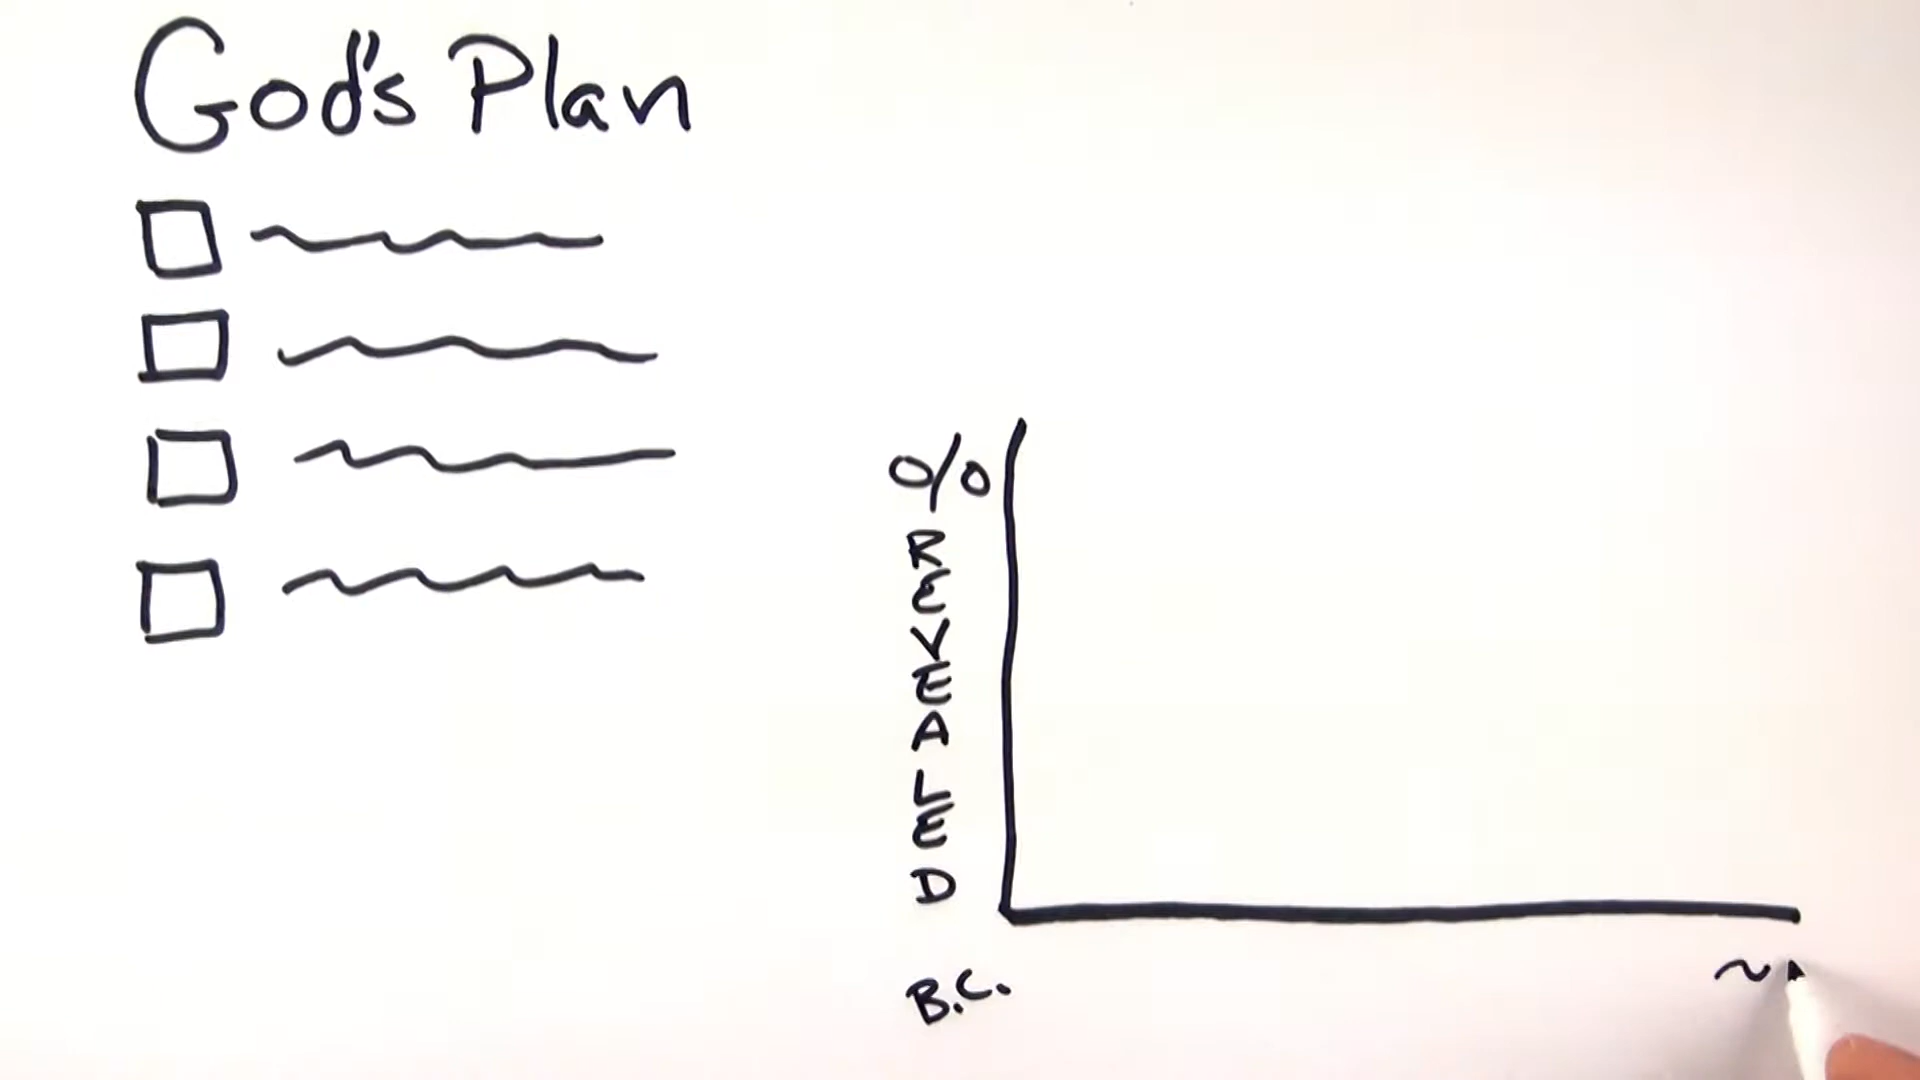 God's Plan
% REVEALED
B.C.
~